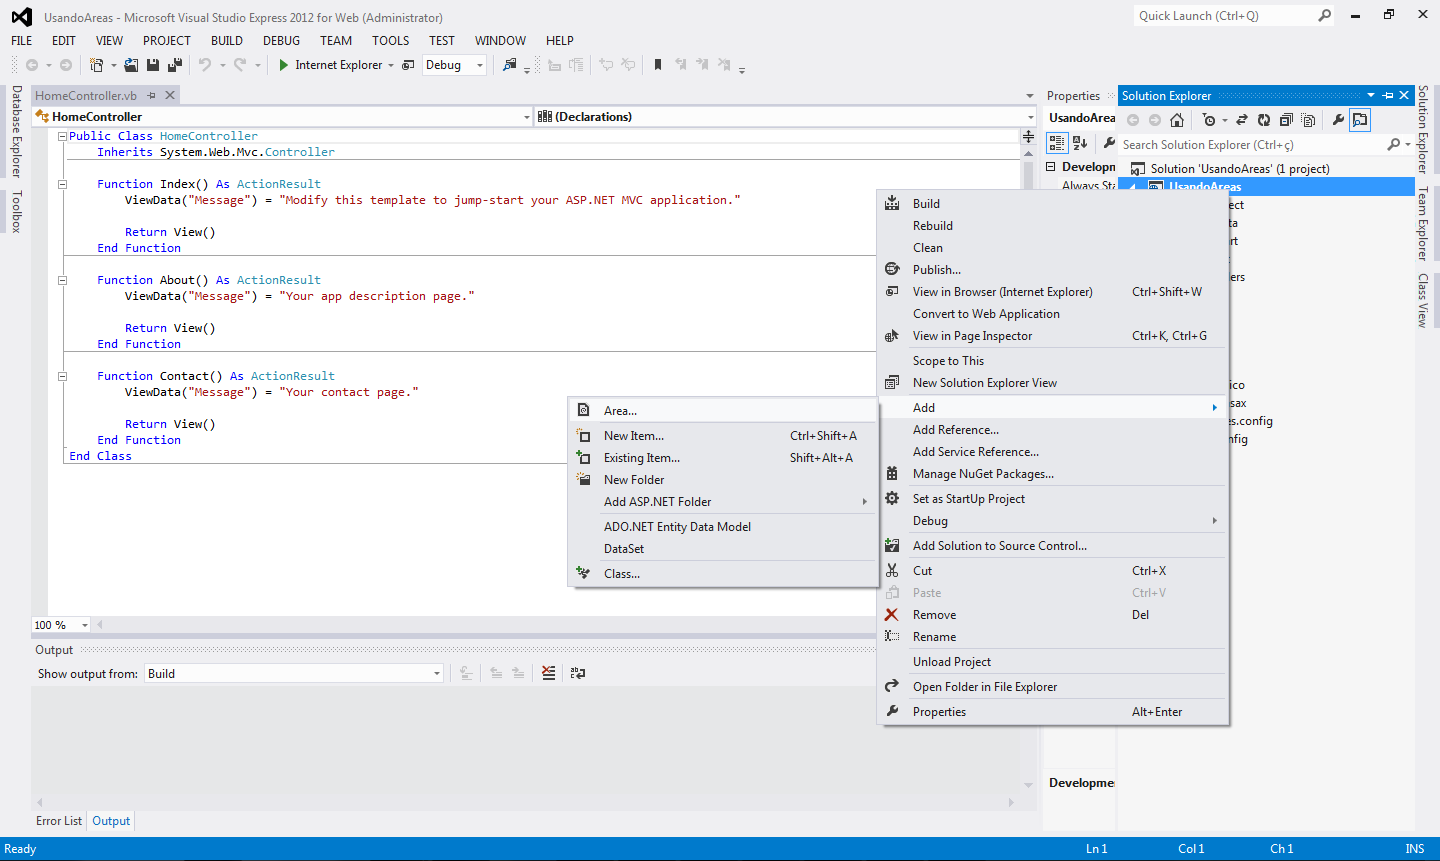 UsandoAreas - Microsoft Visual Studio Express 2012 for Web (Administrator)
Quick Launch (Ctrl+Q)
FILE EDIT VIEW PROJECT BUILD DEBUG TEAM TOOLS TEST WINDOW HELP
Internet Explorer Debug
Database Explorer
Toolbox
HomeController.vb
HomeController
(Declarations)
Public Class HomeController
Inherits System.Web.Mvc.Controller
Function Index() As ActionResult
ViewData("Message") = "Modify this template to jump-start your ASP.NET MVC application."
Return View()
End Function
Function About() As ActionResult
ViewData("Message") = "Your app description page."
Return View()
End Function
Function Contact() As ActionResult
ViewData("Message") = "Your contact page."
Return View()
End Function
End Class
100 %
Area...
New Item... Ctrl+Shift+A
Existing Item... Shift+Alt+A
New Folder
Add ASP.NET Folder
ADO.NET Entity Data Model
DataSet
Class...
Build
Rebuild
Clean
Publish...
View in Browser (Internet Explorer) Ctrl+Shift+W
Convert to Web Application
View in Page Inspector Ctrl+K, Ctrl+G
Scope to This
New Solution Explorer View
Add
Add Reference...
Add Service Reference...
Manage NuGet Packages...
Set as StartUp Project
Debug
Add Solution to Source Control...
Cut Ctrl+X
Paste Ctrl+V
Remove Del
Rename
Unload Project
Open Folder in File Explorer
Properties Alt+Enter
Properties
UsandoArea
Developm
Always Sta
Developme
Solution Explorer
Search Solution Explorer (Ctrl+ç)
Solution 'UsandoAreas' (1 project)
UsandoAreas
ect
ta
rt
ers
ico
sax
es.config
nfig
Solution Explorer
Team Explorer
Class View
Output
Show output from: Build
Error List Output
Ready Ln 1 Col 1 Ch 1 INS